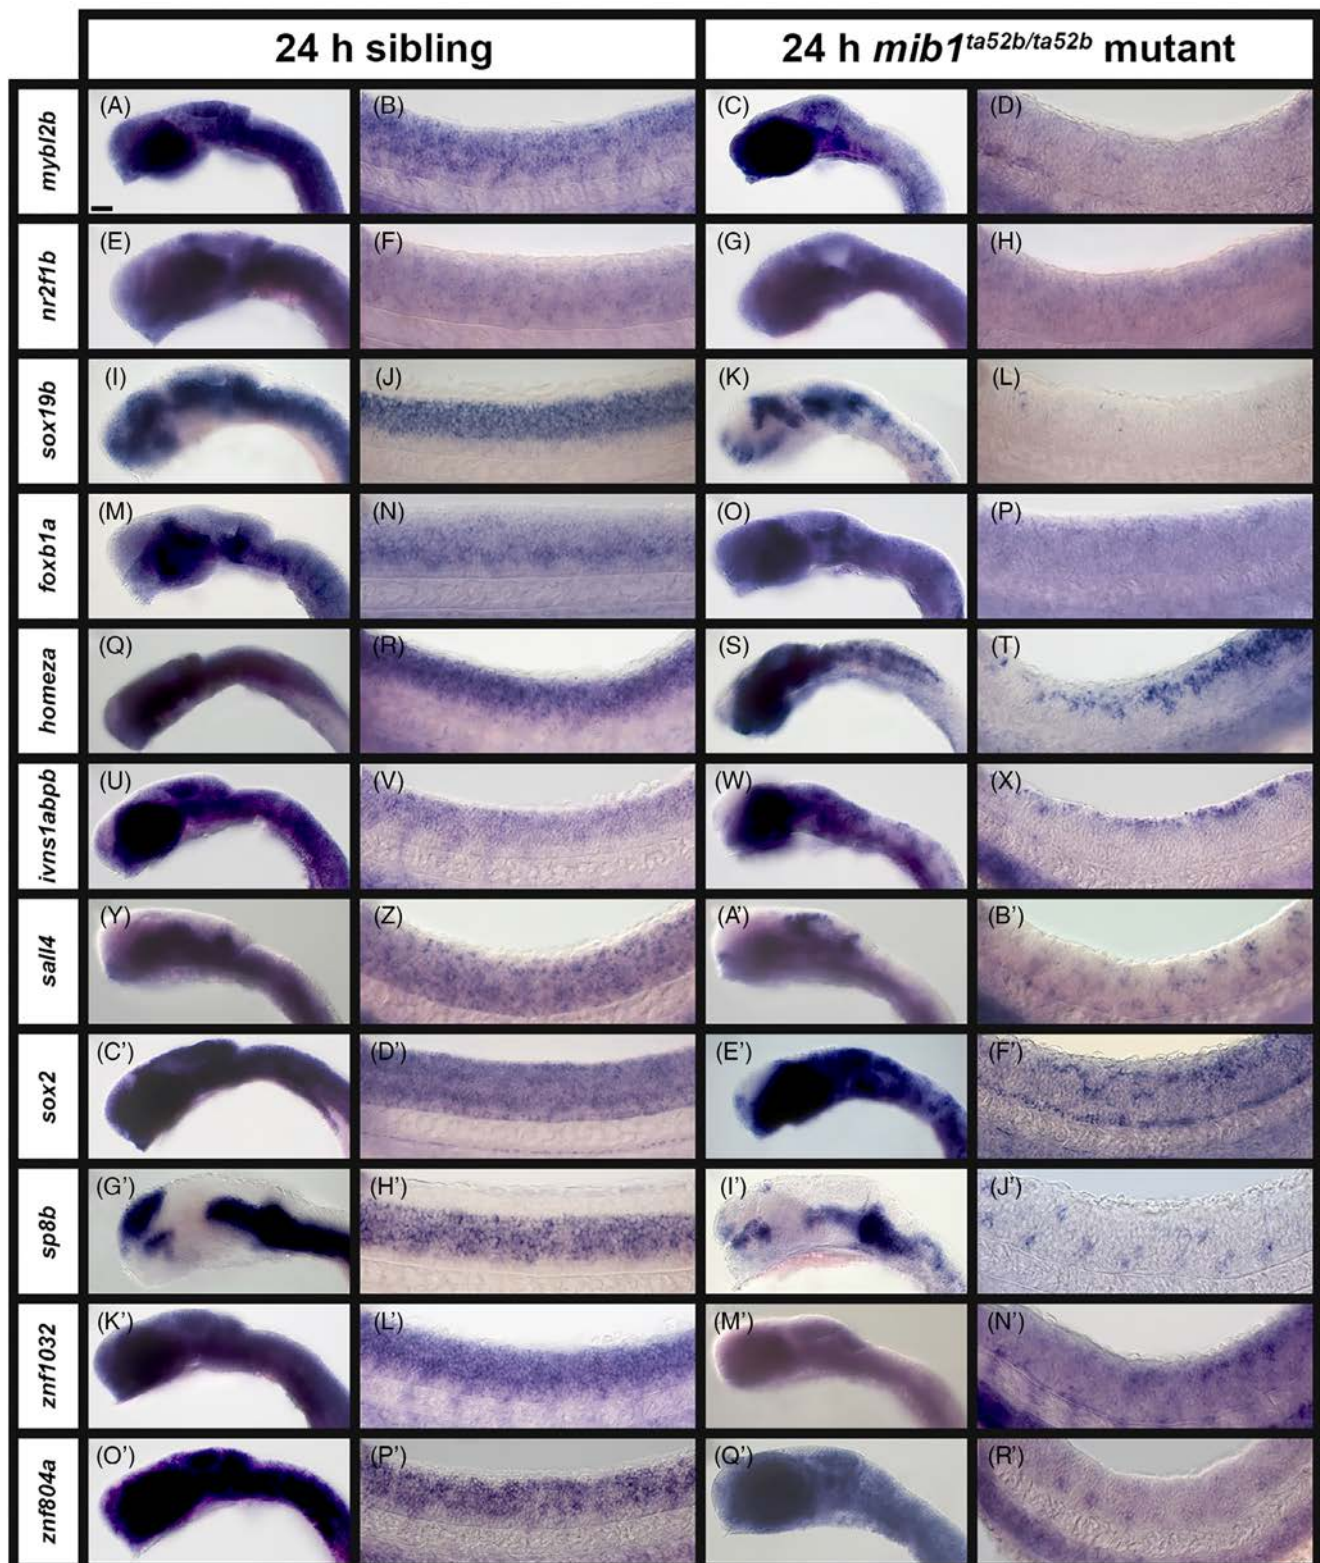 24 h sibling
24 h mib1ta52b/ta52b mutant
mybl2b
(A)
(B)
(C)
(D)
nr2f1b
(E)
(F)
(G)
(H)
sox19b
(I)
(J)
(K)
(L)
foxb1a
(M)
(N)
(O)
(P)
homeza
(Q)
(R)
(S)
(T)
ivns1abpb
(U)
(V)
(W)
(X)
sall4
(Y)
(Z)
(A')
(B')
sox2
(C')
(D')
(E')
(F')
sp8b
(G')
(H')
(I')
(J')
znf1032
(K')
(L')
(M')
(N')
znf804a
(O')
(P')
(Q')
(R')